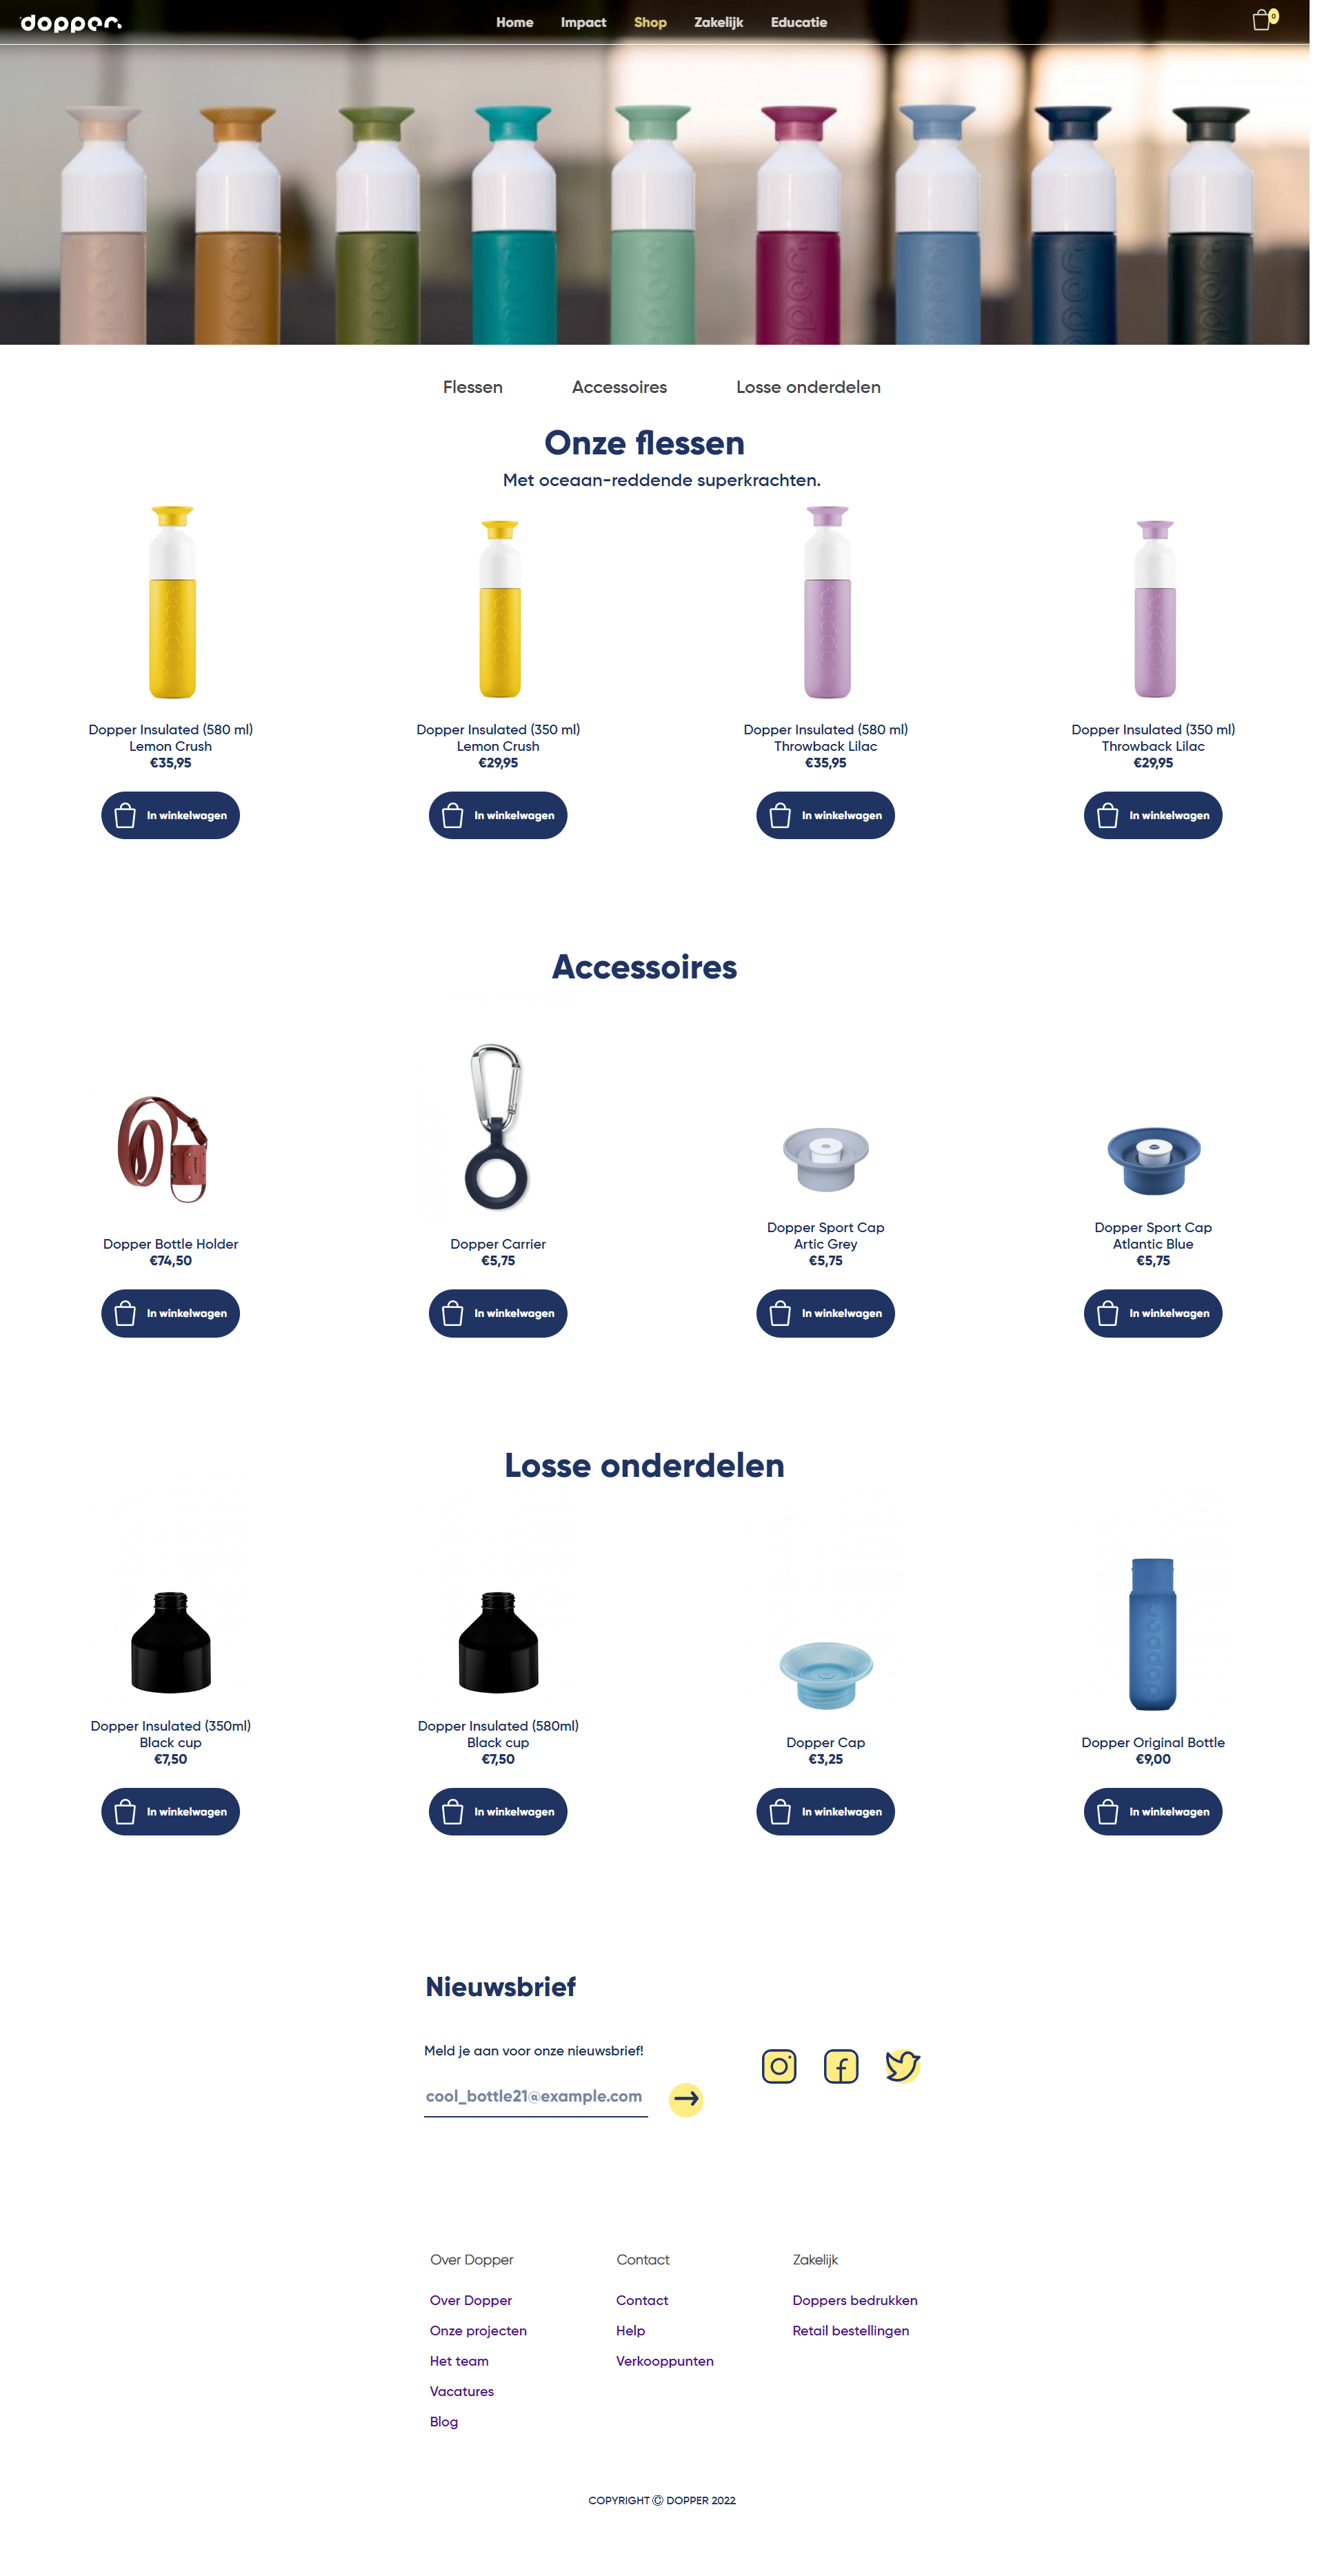 dopper.
Home Impact Shop Zakelijk Educatie
0
Flessen Accessoires Losse onderdelen
Onze flessen
Met oceaan-reddende superkrachten.
Dopper Insulated (580 ml) Dopper Insulated (350 ml) Dopper Insulated (580 ml) Dopper Insulated (350 ml)
Lemon Crush Lemon Crush Throwback Lilac Throwback Lilac
€35,95 €29,95 €35,95 €29,95
In winkelwagen In winkelwagen In winkelwagen In winkelwagen
Accessoires
Dopper Sport Cap Dopper Sport Cap
Dopper Bottle Holder Dopper Carrier Artic Grey Atlantic Blue
€74,50 €5,75 €5,75 €5,75
In winkelwagen In winkelwagen In winkelwagen In winkelwagen
Losse onderdelen
dopper
Dopper Insulated (350ml) Dopper Insulated (580ml)
Black cup Black cup Dopper Cap Dopper Original Bottle
€7,50 €7,50 €3,25 €9,00
In winkelwagen In winkelwagen In winkelwagen In winkelwagen
Nieuwsbrief
Meld je aan voor onze nieuwsbrief!
cool_bottle21@example.com
Over Dopper Contact Zakelijk
Over Dopper Contact Doppers bedrukken
Onze projecten Help Retail bestellingen
Het team Verkooppunten
Vacatures
Blog
COPYRIGHT © DOPPER 2022